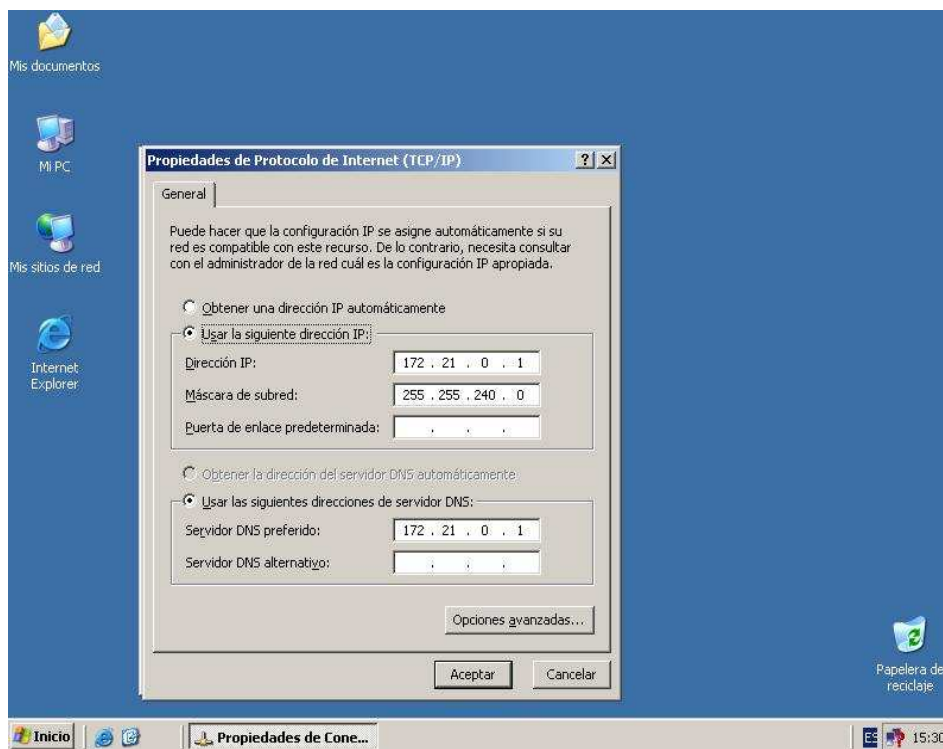 Mis documentos
Mi PC
Mis sitios de red
Internet
Explorer
Propiedades de Protocolo de Internet (TCP/IP)
General
Puede hacer que la configuración IP se asigne automáticamente si su
red es compatible con este recurso. De lo contrario, necesita consultar
con el administrador de la red cuál es la configuración IP apropiada.
Obtener una dirección IP automáticamente
Usar la siguiente dirección IP:
Dirección IP: 172 . 21 . 0 . 1
Máscara de subred: 255 . 255 . 240 . 0
Puerta de enlace predeterminada: . . .
Obtener la dirección del servidor DNS automáticamente
Usar las siguientes direcciones de servidor DNS:
Servidor DNS preferido: 172 . 21 . 0 . 1
Servidor DNS alternativo: . . .
Opciones avanzadas...
Aceptar Cancelar
Papelera de
reciclaje
Inicio Propiedades de Cone... ES 15:30